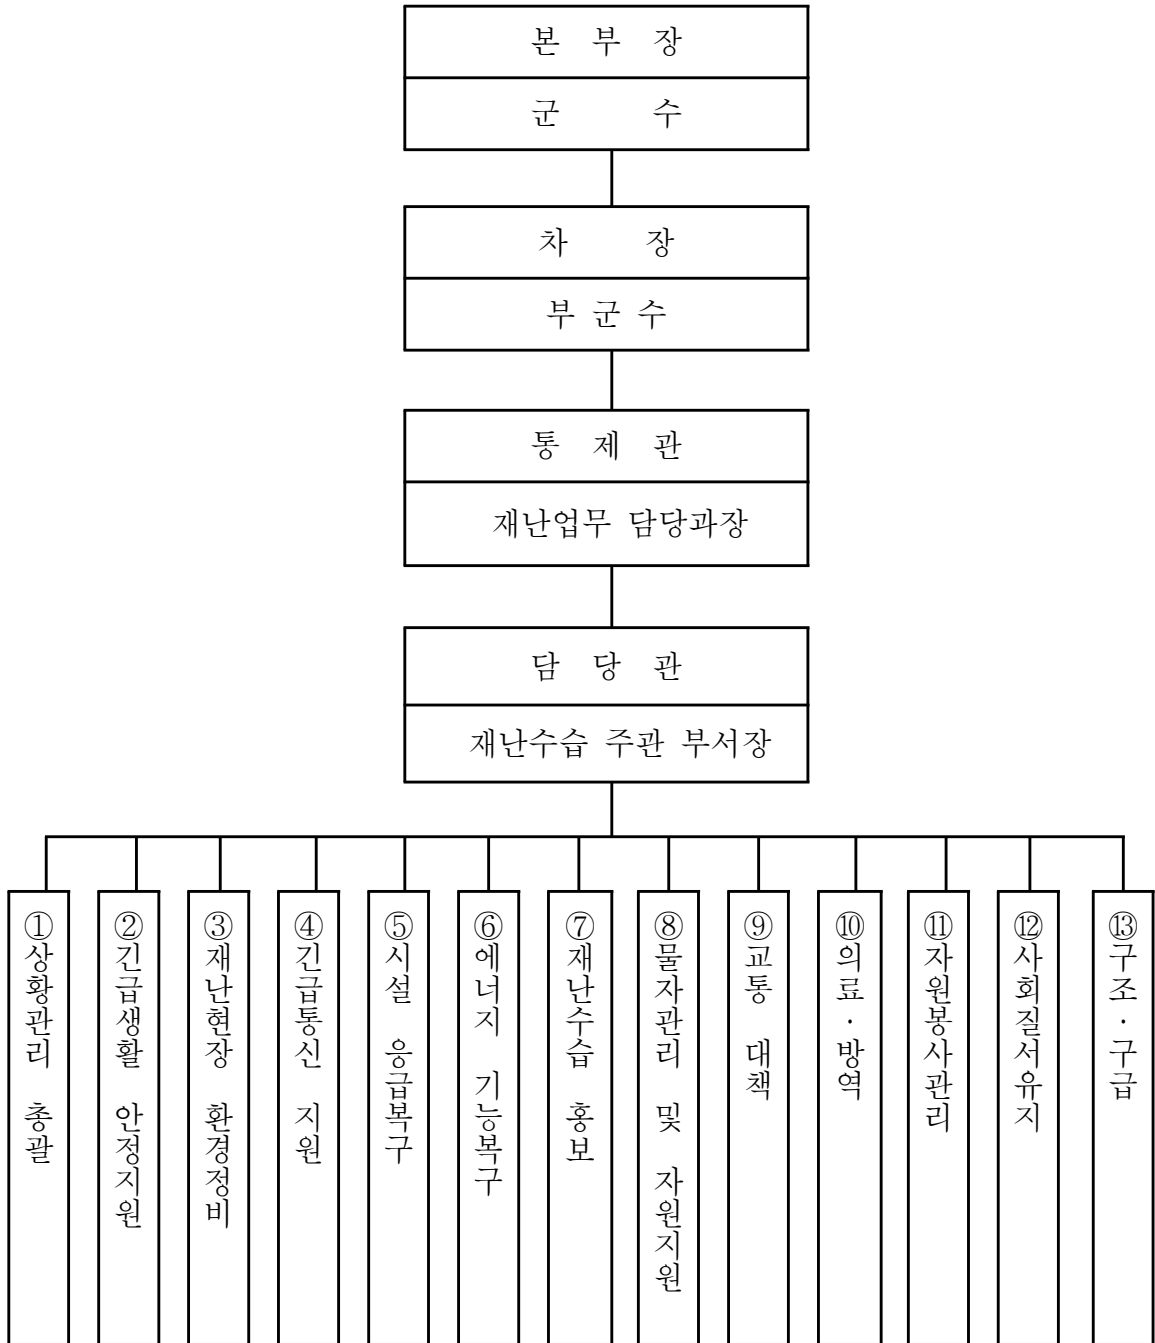 본 부 장
군 수
차 장
부 군 수
통 제 관
재난업무 담당과장
담 당 관
재난수습 주관 부서장
①상황관리 총괄
②긴급생활 안정지원
③재난현장 환경정비
④긴급통신 지원
⑤시설 응급복구
⑥에너지 기능복구
⑦재난수습 홍보
⑧물자관리 및 자원지원
⑨교통 대책
⑩의료·방역
⑪자원봉사관리
⑫사회질서유지
⑬구조·구급